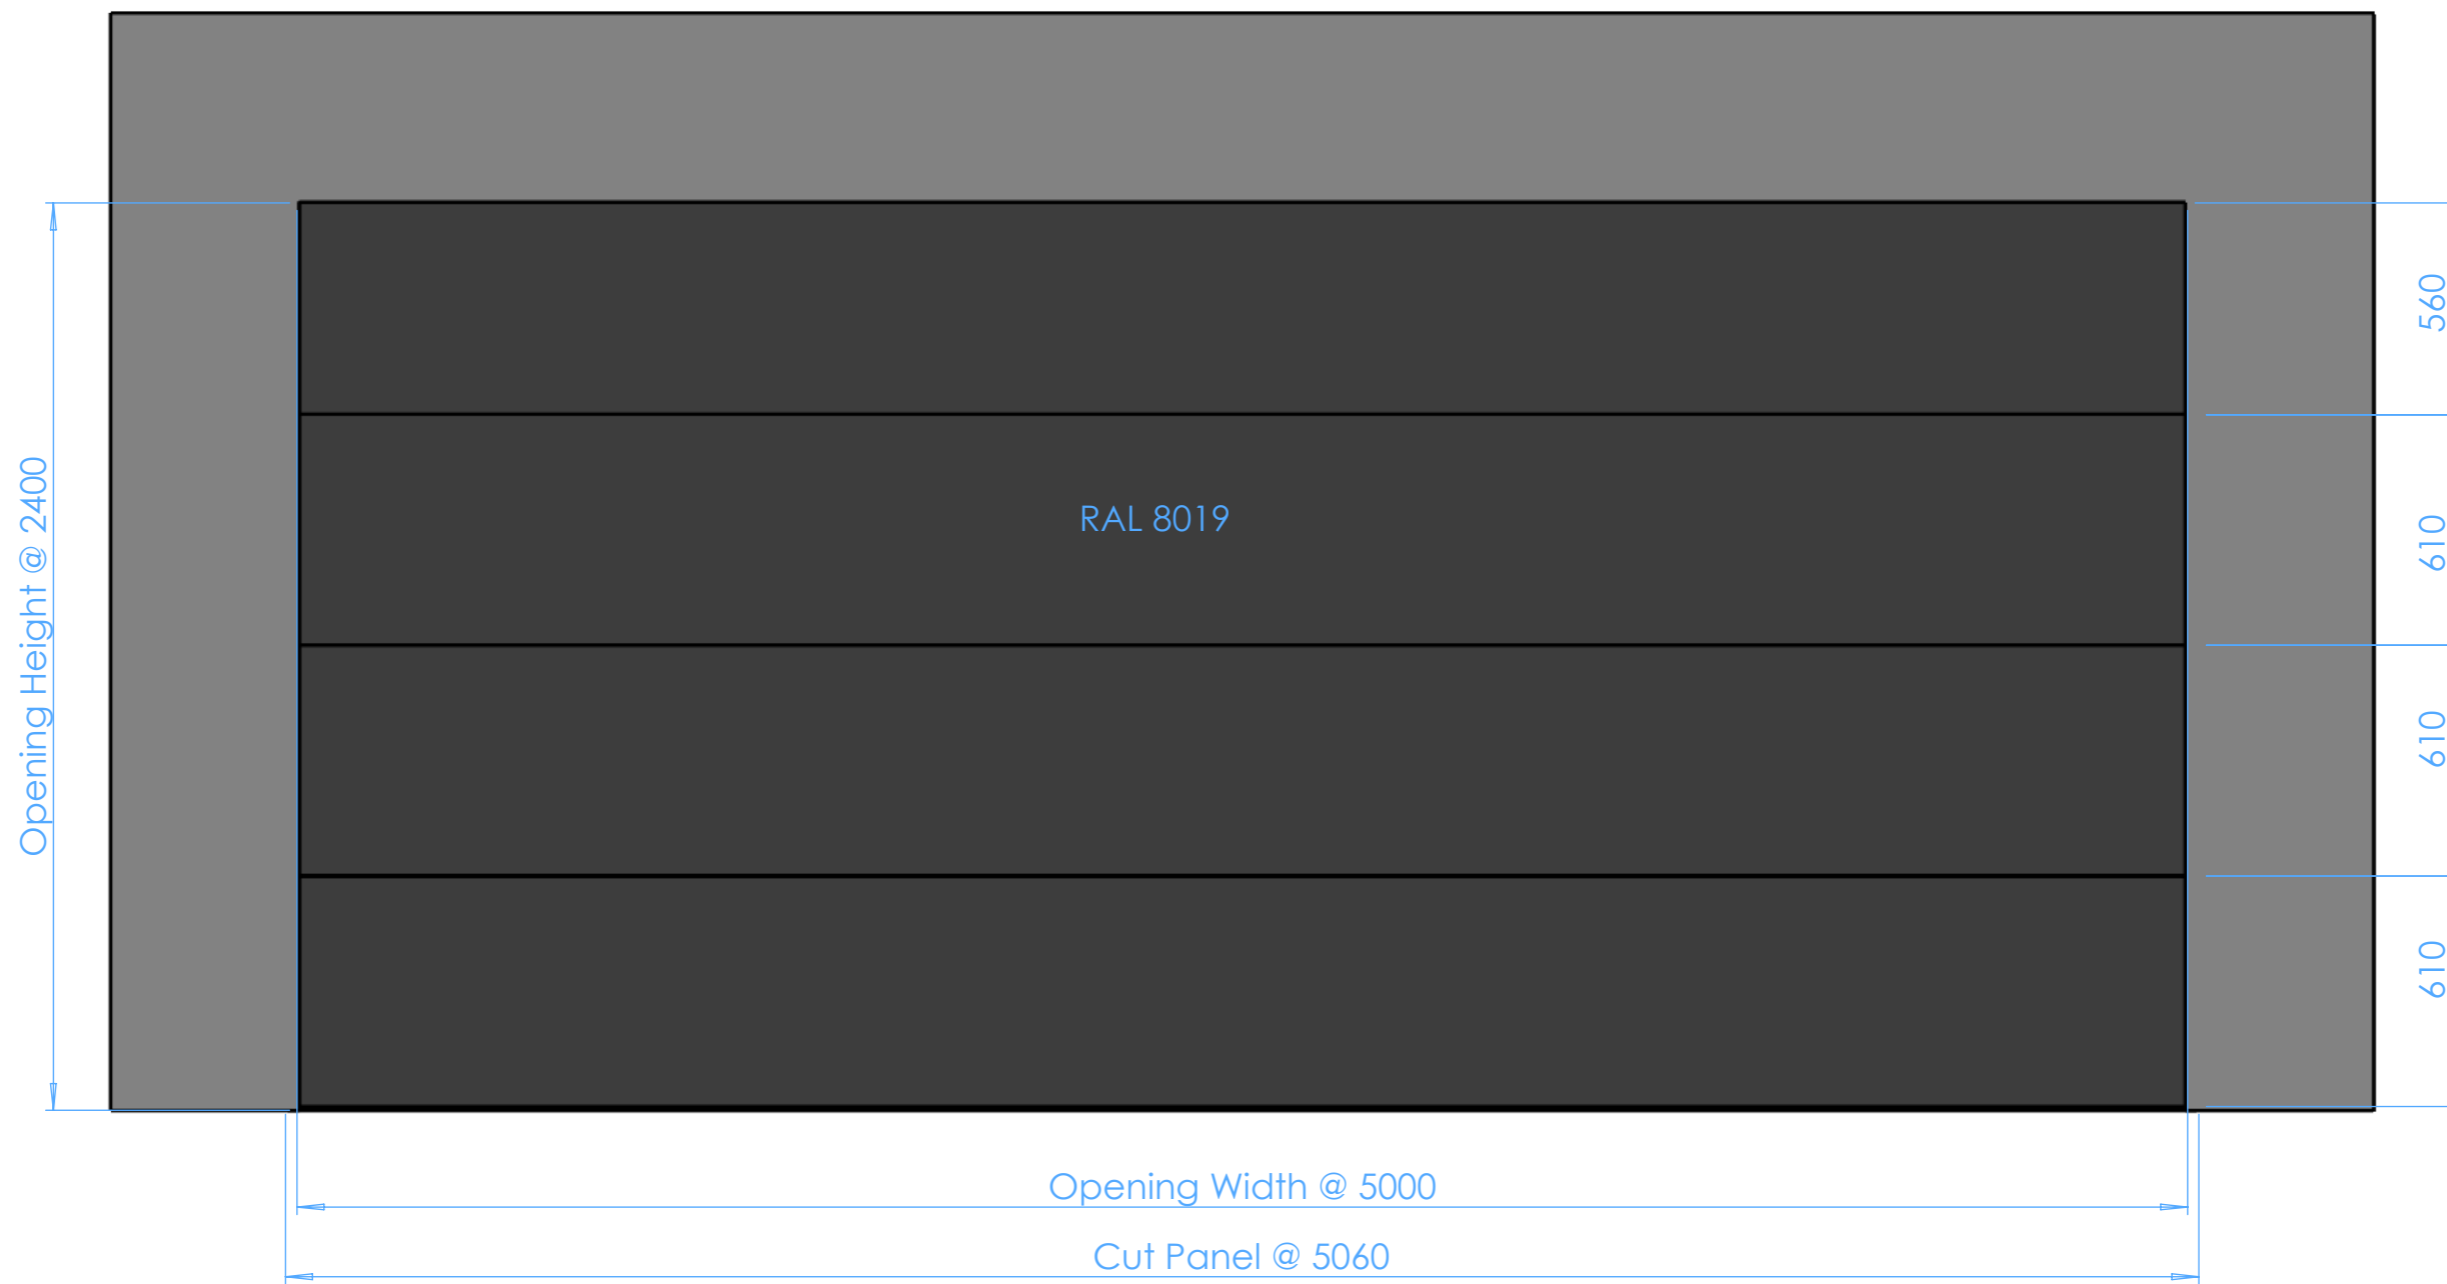 560
RAL 8019
610
Opening Height @ 2400
610
610
Opening Width @ 5000
Cut Panel @ 5060